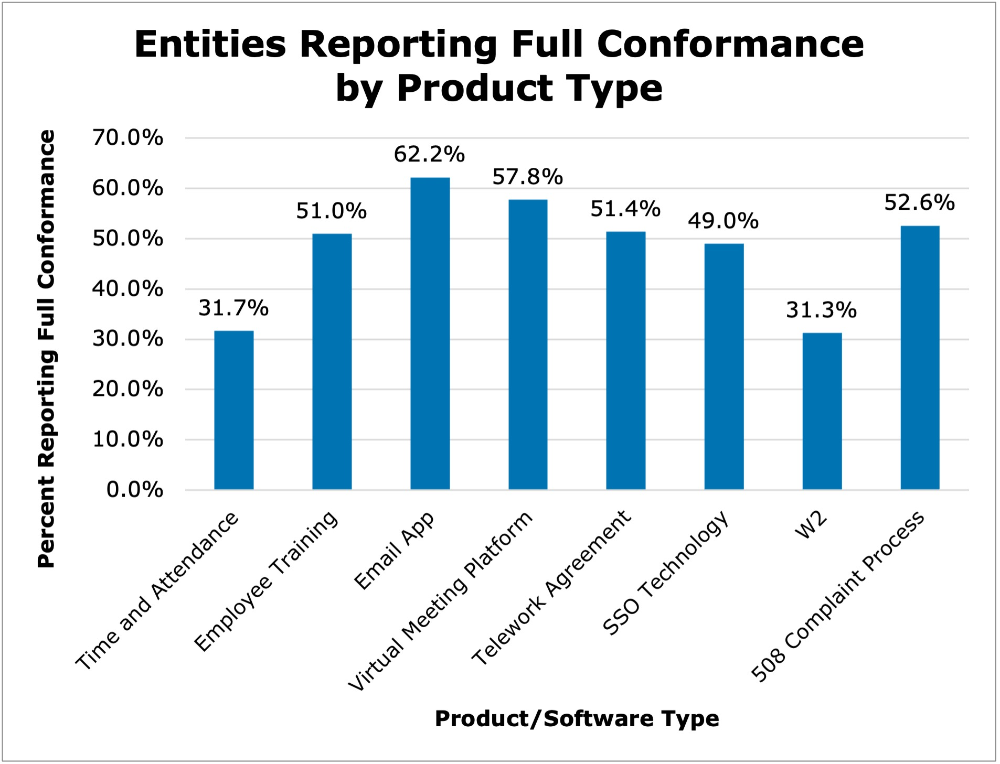 Entities Reporting Full Conformance
by Product Type
Percent Reporting Full Conformance
70.0%
60.0%
50.0%
40.0%
30.0%
20.0%
10.0%
0.0%
31.7%
51.0%
62.2%
57.8%
51.4%
49.0%
31.3%
52.6%
Time and Attendance
Employee Training
Email App
Virtual Meeting Platform
Telework Agreement
SSO Technology
W2
508 Complaint Process
Product/Software Type